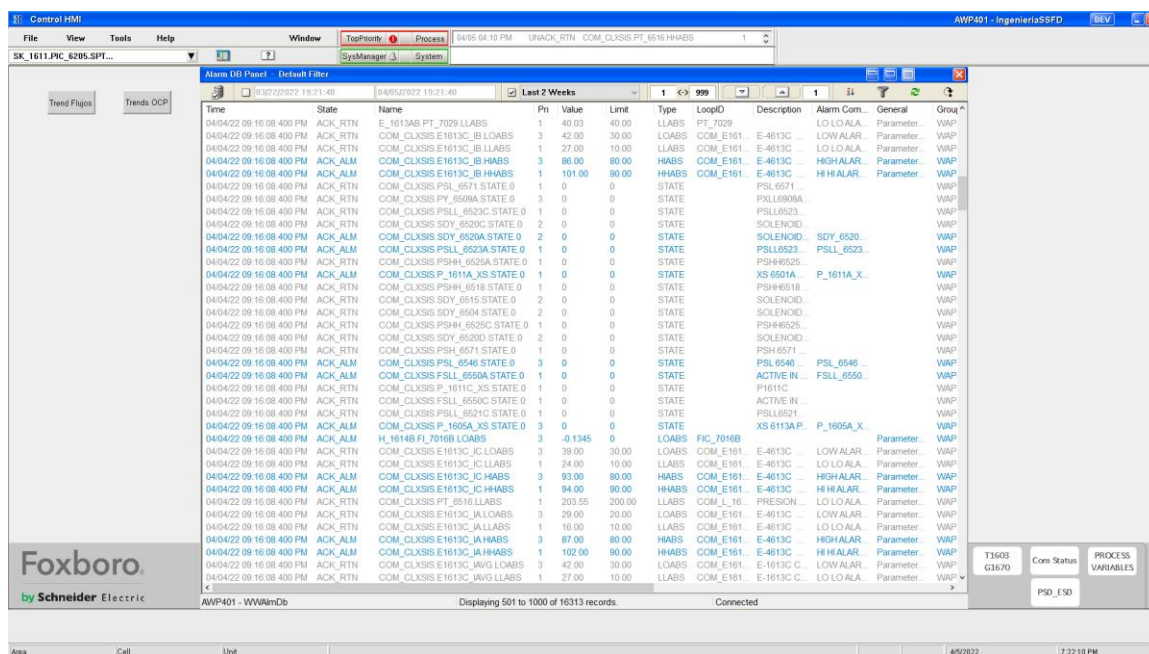 Control HMI AWP401 - IngenieriaSSFD DEV
File View Tools Help Window TopPriority Process 04/05 04:10 PM UNACK_RTN COM_CLXSIS.PT_6516.HHABS 1
SK_1611.PIC_6205.SPT... ? SysManager System
Alarm DB Panel - Default Filter
Trend Flujos Trends OCP
03/22/2022 19:21:40 04/05/2022 19:21:40 Last 2 Weeks 1 <-> 999 1
Time State Name Pri Value Limit Type LoopID Description Alarm Com... General Grou
04/04/22 09:16:08.400 PM ACK_RTN E_1613AB.PT_7029.LLABS 1 40.03 40.00 LLABS PT_7029 LO LO ALA... Parameter... WAP
04/04/22 09:16:08.400 PM ACK_RTN COM_CLXSIS.E1613C_IB.LOABS 3 42.00 30.00 LOABS COM_E161... E-4613C ... LOW ALAR... Parameter... WAP
04/04/22 09:16:08.400 PM ACK_RTN COM_CLXSIS.E1613C_IB.LLABS 1 27.00 10.00 LLABS COM_E161... E-4613C ... LO LO ALA... Parameter... WAP
04/04/22 09:16:08.400 PM ACK_ALM COM_CLXSIS.E1613C_IB.HIABS 3 86.00 80.00 HIABS COM_E161... E-4613C ... HIGH ALAR... Parameter... WAP
04/04/22 09:16:08.400 PM ACK_ALM COM_CLXSIS.E1613C_IB.HHABS 1 101.00 90.00 HHABS COM_E161... E-4613C ... HI HI ALAR... Parameter... WAP
04/04/22 09:16:08.400 PM ACK_RTN COM_CLXSIS.PSL_6571.STATE.0 1 0 0 STATE PSL 6571 ... WAP
04/04/22 09:16:08.400 PM ACK_RTN COM_CLXSIS.PY_6509A.STATE.0 3 0 0 STATE PXLL6908A... WAP
04/04/22 09:16:08.400 PM ACK_RTN COM_CLXSIS.PSLL_6523C.STATE.0 1 0 0 STATE PSLL6523... WAP
04/04/22 09:16:08.400 PM ACK_RTN COM_CLXSIS.SDY_6520C.STATE.0 2 0 0 STATE SOLENOID... WAP
04/04/22 09:16:08.400 PM ACK_ALM COM_CLXSIS.SDY_6520A.STATE.0 2 0 0 STATE SOLENOID... SDY_6520... WAP
04/04/22 09:16:08.400 PM ACK_ALM COM_CLXSIS.PSLL_6523A.STATE.0 1 0 0 STATE PSLL6523... PSLL_6523... WAP
04/04/22 09:16:08.400 PM ACK_RTN COM_CLXSIS.PSHH_6525A.STATE.0 1 0 0 STATE PSHH6525... WAP
04/04/22 09:16:08.400 PM ACK_ALM COM_CLXSIS.P_1611A_XS.STATE.0 1 0 0 STATE XS 6501A ... P_1611A_X... WAP
04/04/22 09:16:08.400 PM ACK_RTN COM_CLXSIS.PSHH_6518.STATE.0 1 0 0 STATE PSHH6518 ... WAP
04/04/22 09:16:08.400 PM ACK_RTN COM_CLXSIS.SDY_6515.STATE.0 2 0 0 STATE SOLENOID... WAP
04/04/22 09:16:08.400 PM ACK_RTN COM_CLXSIS.SDY_6504.STATE.0 2 0 0 STATE SOLENOID... WAP
04/04/22 09:16:08.400 PM ACK_RTN COM_CLXSIS.PSHH_6525C.STATE.0 1 0 0 STATE PSHH6525... WAP
04/04/22 09:16:08.400 PM ACK_RTN COM_CLXSIS.SDY_6520D.STATE.0 2 0 0 STATE SOLENOID... WAP
04/04/22 09:16:08.400 PM ACK_RTN COM_CLXSIS.PSH_6571.STATE.0 1 0 0 STATE PSH 6571 ... WAP
04/04/22 09:16:08.400 PM ACK_ALM COM_CLXSIS.PSL_6546.STATE.0 3 0 0 STATE PSL 6546 ... PSL_6546... WAP
04/04/22 09:16:08.400 PM ACK_ALM COM_CLXSIS.FSLL_6550A.STATE.0 1 0 0 STATE ACTIVE IN ... FSLL_6550... WAP
04/04/22 09:16:08.400 PM ACK_RTN COM_CLXSIS.P_1611C_XS.STATE.0 1 0 0 STATE P1611C WAP
04/04/22 09:16:08.400 PM ACK_RTN COM_CLXSIS.FSLL_6550C.STATE.0 1 0 0 STATE ACTIVE IN ... WAP
04/04/22 09:16:08.400 PM ACK_RTN COM_CLXSIS.PSLL_6521C.STATE.0 1 0 0 STATE PSLL6521... WAP
04/04/22 09:16:08.400 PM ACK_ALM COM_CLXSIS.P_1605A_XS.STATE.0 3 0 0 STATE XS 6113A P... P_1605A_X... WAP
04/04/22 09:16:08.400 PM ACK_ALM H_1614B.FI_7016B.LOABS 3 -0.1345 0 LOABS FIC_7016B Parameter... WAP
04/04/22 09:16:08.400 PM ACK_RTN COM_CLXSIS.E1613C_IC.LOABS 3 39.00 30.00 LOABS COM_E161... E-4613C ... LOW ALAR... Parameter... WAP
04/04/22 09:16:08.400 PM ACK_RTN COM_CLXSIS.E1613C_IC.LLABS 1 24.00 10.00 LLABS COM_E161... E-4613C ... LO LO ALA... Parameter... WAP
04/04/22 09:16:08.400 PM ACK_ALM COM_CLXSIS.E1613C_IC.HIABS 3 93.00 80.00 HIABS COM_E161... E-4613C ... HIGH ALAR... Parameter... WAP
04/04/22 09:16:08.400 PM ACK_ALM COM_CLXSIS.E1613C_IC.HHABS 1 94.00 90.00 HHABS COM_E161... E-4613C ... HI HI ALAR... Parameter... WAP
04/04/22 09:16:08.400 PM ACK_RTN COM_CLXSIS.PT_6516.LLABS 1 203.55 200.00 LLABS COM_L_16... PRESION ... LO LO ALA... Parameter... WAP
04/04/22 09:16:08.400 PM ACK_RTN COM_CLXSIS.E1613C_IA.LOABS 3 29.00 20.00 LOABS COM_E161... E-4613C ... LOW ALAR... Parameter... WAP
04/04/22 09:16:08.400 PM ACK_RTN COM_CLXSIS.E1613C_IA.LLABS 1 16.00 10.00 LLABS COM_E161... E-4613C ... LO LO ALA... Parameter... WAP
04/04/22 09:16:08.400 PM ACK_ALM COM_CLXSIS.E1613C_IA.HIABS 3 87.00 80.00 HIABS COM_E161... E-4613C ... HIGH ALAR... Parameter... WAP
04/04/22 09:16:08.400 PM ACK_ALM COM_CLXSIS.E1613C_IA.HHABS 1 102.00 90.00 HHABS COM_E161... E-4613C ... HI HI ALAR... Parameter... WAP
04/04/22 09:16:08.400 PM ACK_RTN COM_CLXSIS.E1613C_IAVG.LOABS 3 42.00 30.00 LOABS COM_E161... E-4613C C... LOW ALAR... Parameter... WAP
04/04/22 09:16:08.400 PM ACK_RTN COM_CLXSIS.E1613C_IAVG.LLABS 1 27.00 10.00 LLABS COM_E161... E-1613C C... LO LO ALA... Parameter... WAP
Foxboro.
by Schneider Electric
T1603 G1670 Com Status PROCESS VARIABLES
PSD_ESD
AWP401 - WWAlmDb Displaying 501 to 1000 of 16313 records. Connected
Area Call Unit 4/5/2022 7:22:10 PM